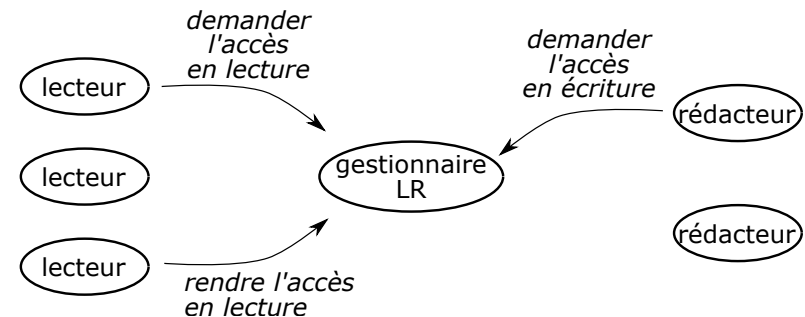 demander
l'accès
en lecture
demander
l'accès
en écriture
lecteur
rédacteur
lecteur
gestionnaire
LR
rédacteur
lecteur
rendre l'accès
en lecture